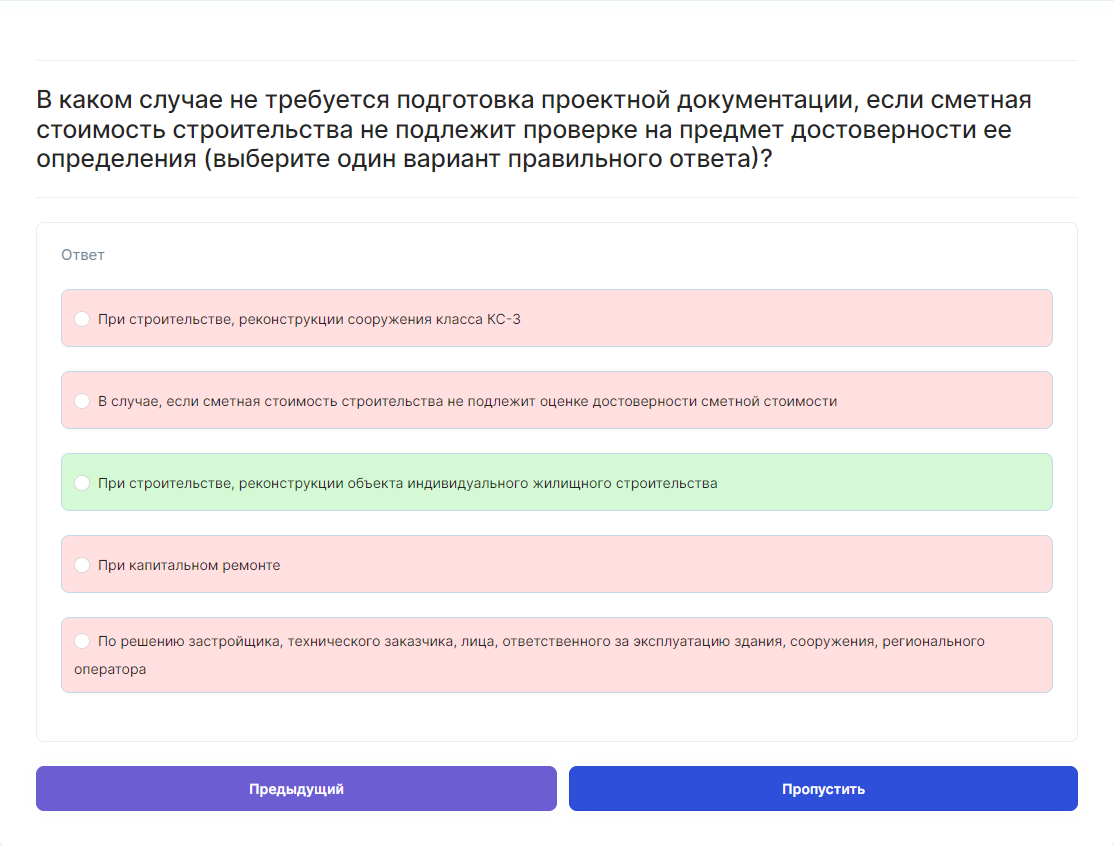 В каком случае не требуется подготовка проектной документации, если сметная
стоимость строительства не подлежит проверке на предмет достоверности ее
определения (выберите один вариант правильного ответа)?
Ответ
При строительстве, реконструкции сооружения класса КС-3
В случае, если сметная стоимость строительства не подлежит оценке достоверности сметной стоимости
При строительстве, реконструкции объекта индивидуального жилищного строительства
При капитальном ремонте
По решению застройщика, технического заказчика, лица, ответственного за эксплуатацию здания, сооружения, регионального
оператора
Предыдущий
Пропустить